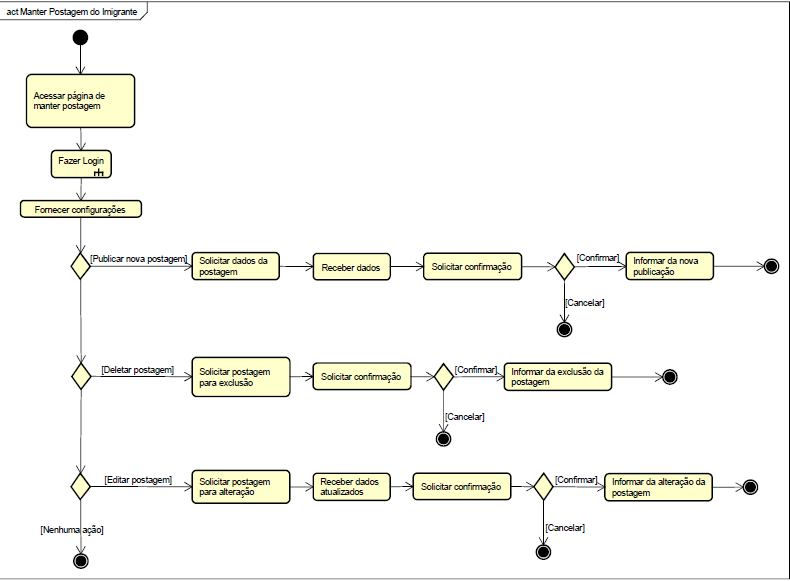 act Manter Postagem do Imigrante
Acessar página de
manter postagem
Fazer Login
Fornecer configurações
[Publicar nova postagem]
Solicitar dados da
postagem
Receber dados
Solicitar confirmação
[Confirmar]
Informar da nova
publicação
[Cancelar]
[Deletar postagem]
Solicitar postagem
para exclusão
Solicitar confirmação
[Confirmar]
Informar da exclusão da
postagem
[Cancelar]
[Editar postagem]
Solicitar postagem
para alteração
Receber dados
atualizados
Solicitar confirmação
[Confirmar]
Informar da alteração da
postagem
[Cancelar]
[Nenhuma ação]